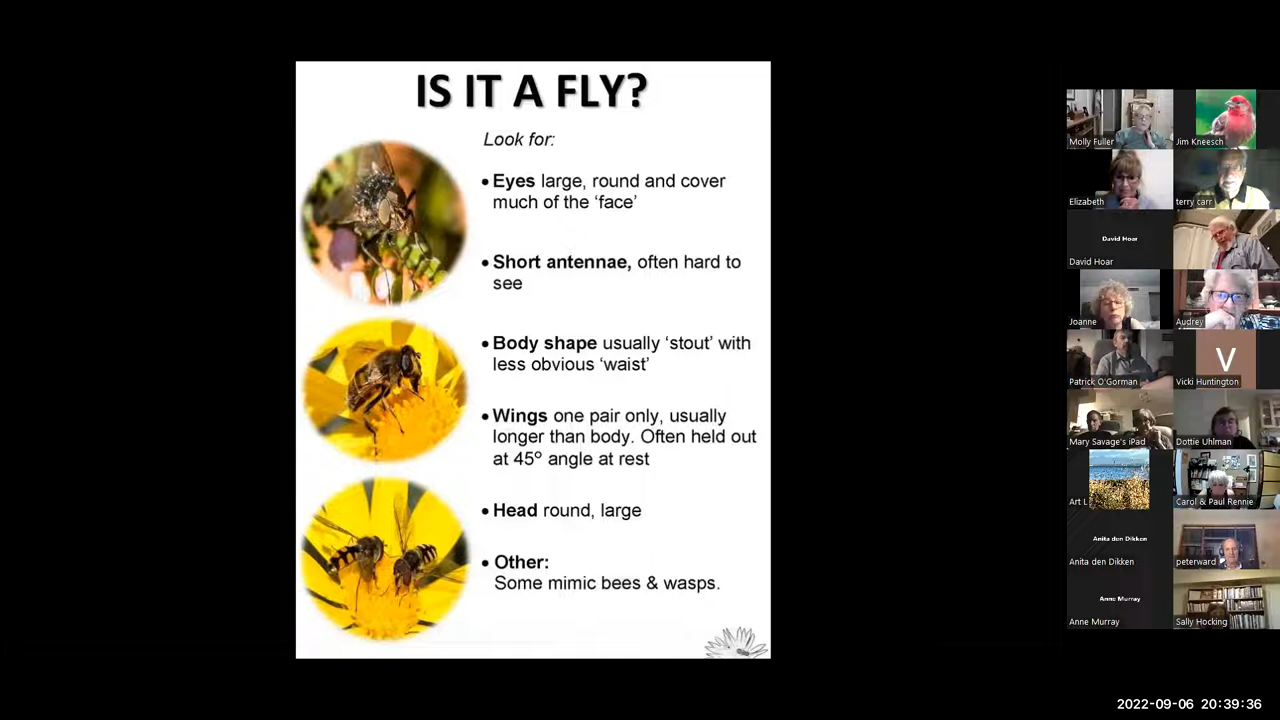 IS IT A FLY?
Look for:
• Eyes large, round and cover
much of the ‘face’
• Short antennae, often hard to
see
• Body shape usually ‘stout’ with
less obvious ‘waist’
• Wings one pair only, usually
longer than body. Often held out
at 45º angle at rest
• Head round, large
• Other:
Some mimic bees & wasps.
Molly Fuller
Jim Kneesch
Elizabeth
terry carr
David Hoar
David Hoar
Joanne
Audrey
Patrick O'Gorman
V
Vicki Huntington
Mary Savage's iPad
Dottie Uhlman
Art L
Carol & Paul Rennie
Anita den Dikken
Anita den Dikken
peterward
Anne Murray
Anne Murray
Sally Hocking
2022-09-06 20:39:36